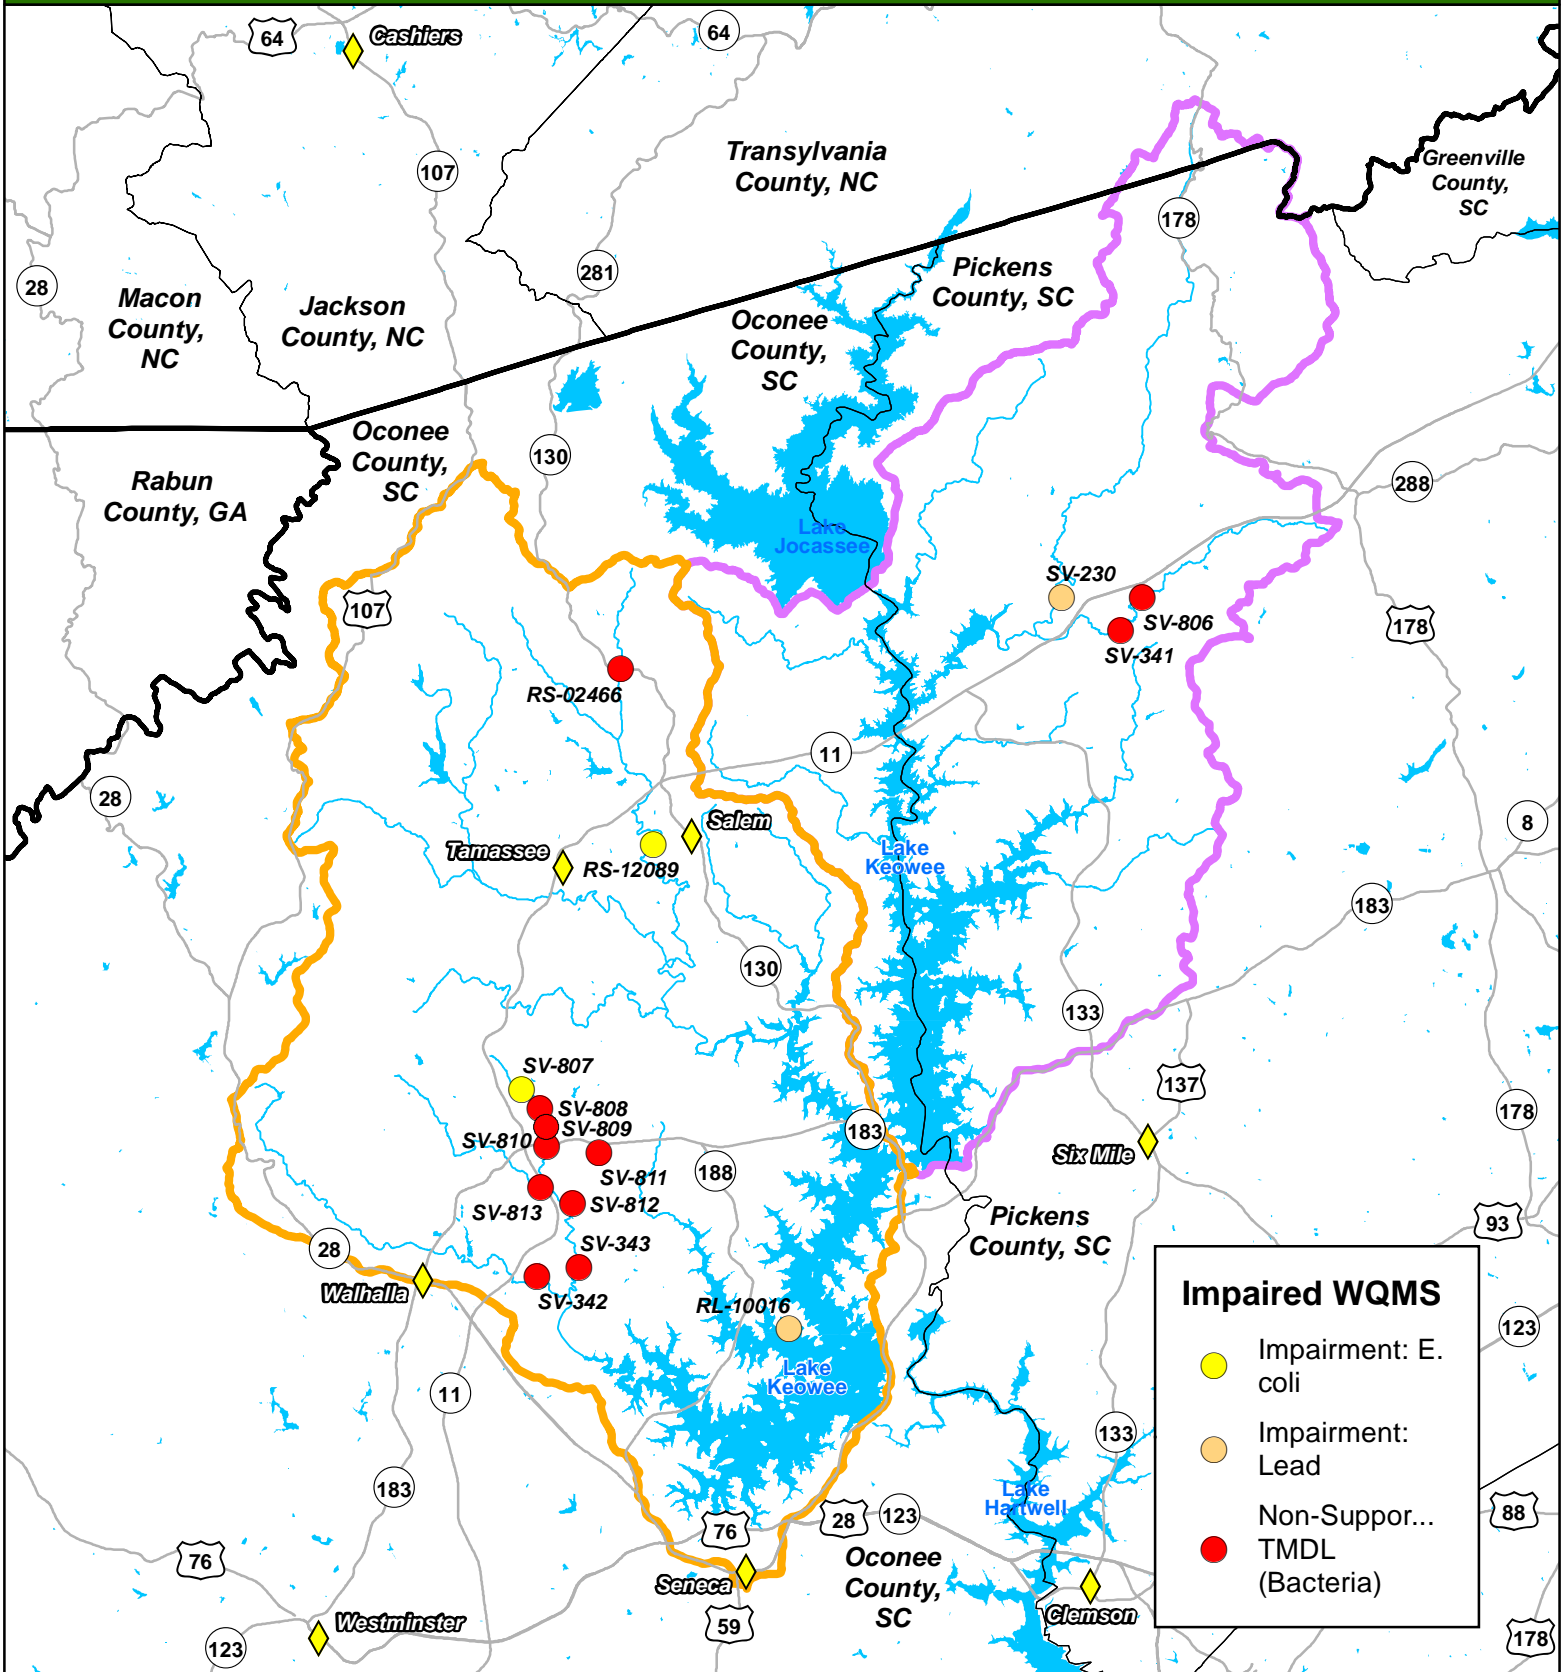 64
Cashiers
64
107
Transylvania
County, NC
Greenville
County,
SC
178
28
281
Macon
County,
NC
Jackson
County, NC
Pickens
County, SC
Oconee
County,
SC
Oconee
County,
SC
130
Rabun
County, GA
288
Lake
Jocassee
SV-230
107
SV-806
178
SV-341
RS-02466
11
28
Salem
8
Tamassee
RS-12089
Lake
Keowee
183
130
133
SV-807
137
SV-808
178
SV-809
183
SV-810
Six Mile
SV-811
188
SV-812
SV-813
Pickens
County, SC
93
28
SV-343
Walhalla
SV-342
RL-10016
Impaired WQMS
123
Impairment: E.
coli
Lake
Keowee
11
Impairment:
Lead
133
183
Lake
Hartwell
Non-Suppor...
TMDL
(Bacteria)
88
76
28
123
76
Oconee
County,
SC
Seneca
Clemson
Westminster
59
123
178